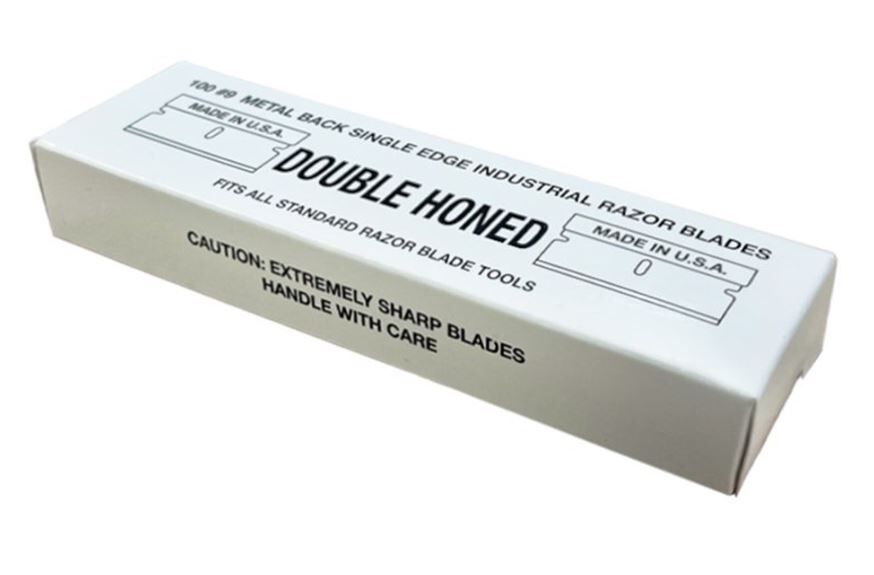 100 #9 METAL BACK SINGLE EDGE INDUSTRIAL RAZOR BLADES
MADE IN U.S.A.
DOUBLE HONED
MADE IN U.S.A.
FITS ALL STANDARD RAZOR BLADE TOOLS
CAUTION: EXTREMELY SHARP BLADES
HANDLE WITH CARE